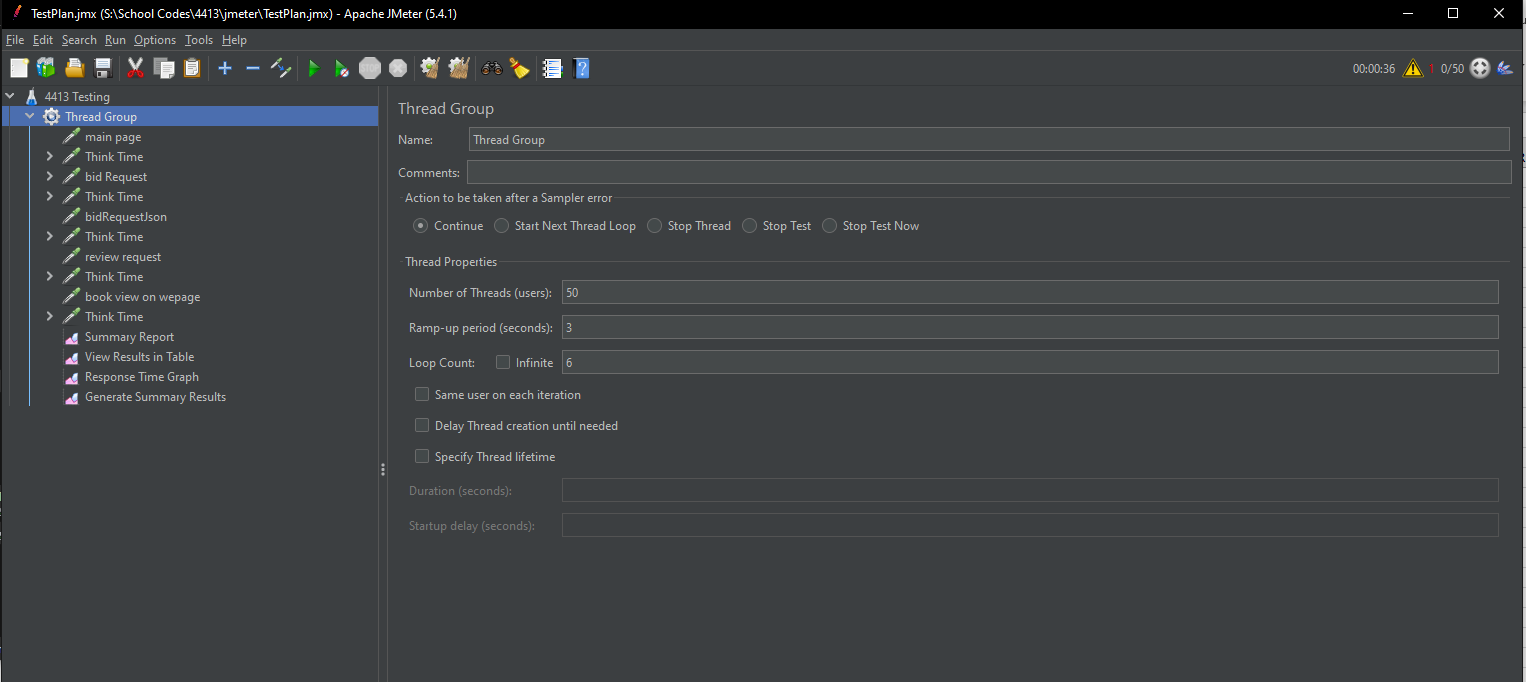 TestPlan.jmx (S:\School Codes\4413\jmeter\TestPlan.jmx) - Apache JMeter (5.4.1)
File Edit Search Run Options Tools Help
STOP
00:00:36 1 0/50
4413 Testing
Thread Group
main page
Think Time
bid Request
Think Time
bidRequestJson
Think Time
review request
Think Time
book view on wepage
Think Time
Summary Report
View Results in Table
Response Time Graph
Generate Summary Results
Thread Group
Name: Thread Group
Comments:
Action to be taken after a Sampler error
Continue Start Next Thread Loop Stop Thread Stop Test Stop Test Now
Thread Properties
Number of Threads (users): 50
Ramp-up period (seconds): 3
Loop Count: Infinite 6
Same user on each iteration
Delay Thread creation until needed
Specify Thread lifetime
Duration (seconds):
Startup delay (seconds):